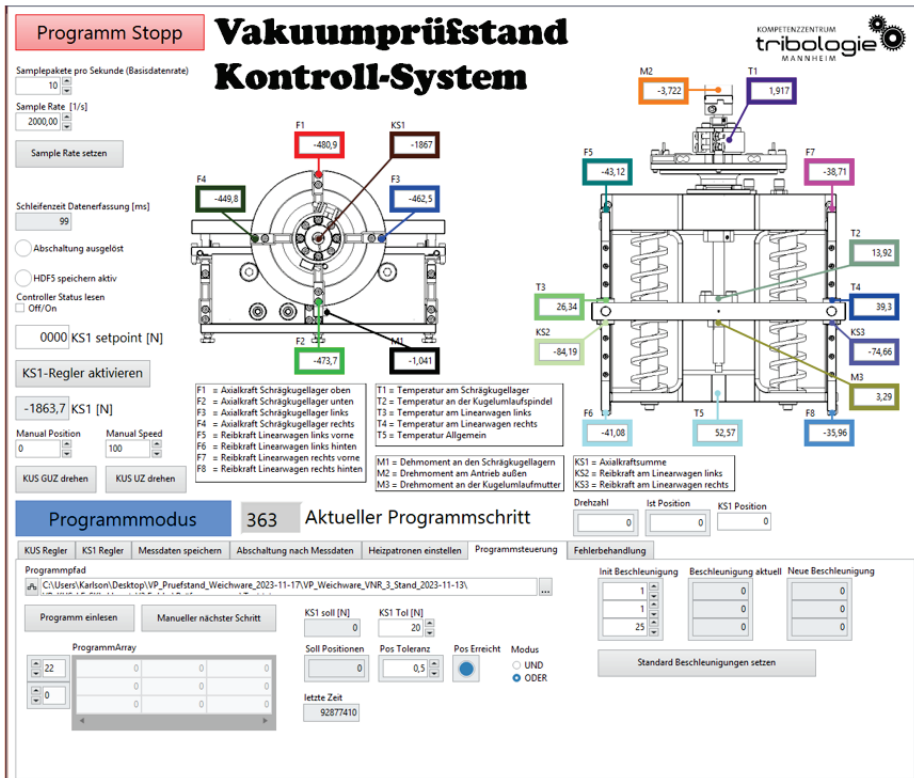 Programm Stopp
Vakuumprüfstand
Kontroll-System
KOMPETENZZENTRUM
tribologie
MANNHEIM
Samplepakete pro Sekunde (Basisdatenrate)
10
Sample Rate [1/s]
2000,00
Sample Rate setzen
Schleifenzeit Datenerfassung [ms]
99
Abschaltung ausgelöst
HDF5 speichern aktiv
Controller Status lesen
Off/On
0000 KS1 setpoint [N]
KS1-Regler aktivieren
-1863,7 KS1 [N]
Manual Position
0
Manual Speed
100
KUS GUZ drehen
KUS UZ drehen
F1
-480,9
KS1
-1867
F4
-449,8
F3
-462,5
F2
-473,7
M1
-1,041
M2
-3,722
T1
1,917
F5
-43,12
F7
-38,71
T2
13,92
T3
26,34
T4
39,3
KS2
-84,19
KS3
-74,66
M3
3,29
F6
-41,08
T5
52,57
F8
-35,96
F1 = Axialkraft Schrägkugellager oben
F2 = Axialkraft Schrägkugellager unten
F3 = Axialkraft Schrägkugellager links
F4 = Axialkraft Schrägkugellager rechts
F5 = Reibkraft Linearwagen links vorne
F6 = Reibkraft Linearwagen link hinten
F7 = Reibkraft Linearwagen rechts vorne
F8 = Reibkraft Linearwagen rechts hinten
T1 = Temperatur am Schrägkugellager
T2 = Temperatur an der Kugelumlaufspindel
T3 = Temperatur am Linearwagen links
T4 = Temperatur am Linearwagen rechts
T5 = Temperatur Allgemein
M1 = Dehmoment an den Schrägkugellagern
M2 = Drehmoment am Antrieb außen
M3 = Drehmoment an der Kugelumlaufmutter
KS1 = Axialkraftsumme
KS2 = Reibkraft am Linearwagen links
KS3 = Reibkraft am Linearwagen rechts
Programmmodus
363 Aktueller Programmschritt
Drehzahl
0
Ist Position
0
KS1 Position
0
KUS Regler
KS1 Regler
Messdaten speichern
Abschaltung nach Messdaten
Heizpatronen einstellen
Programmsteuerung
Fehlerbehandlung
Programmpfad
C:\Users\Karlson\Desktop\VP_Pruefstand_Weichware_2023-11-17\VP_Weichware_VNR_3_Stand_2023-11-13\
...
Programm einlesen
Manueller nächster Schritt
KS1 soll [N]
0
KS1 Tol [N]
20
ProgrammArray
22
0
0 0 0
0 0 0
0 0 0
Soll Positionen
0
Pos Toleranz
0,5
Pos Erreicht
Modus
UND
ODER
letzte Zeit
92877410
Init Beschleunigung
1
1
25
Beschleunigung aktuell
0
0
0
Neue Beschleunigung
0
0
0
Standard Beschleunigungen setzen